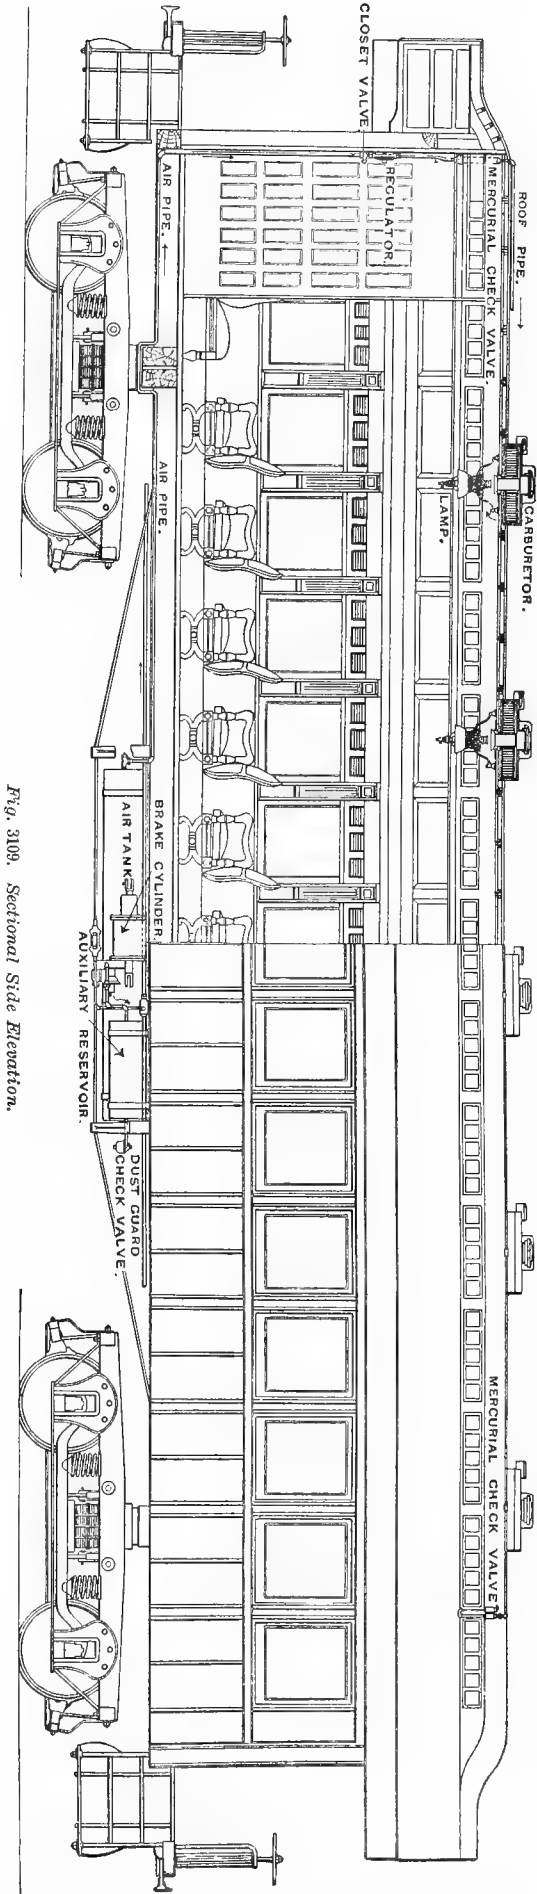 ROOF PIPE.
CARBURETOR.
MERCURIAL CHECK VALVE.
MERCURIAL CHECK VALVE
CLOSET VALVE
REGULATOR.
LAMP.
AIR PIPE.
AIR PIPE.
BRAKE CYLINDER
AIR TANK
AUXILIARY RESERVOIR.
DUST GUARD
CHECK VALVE.
Fig. 3109. Sectional Side Elevation.